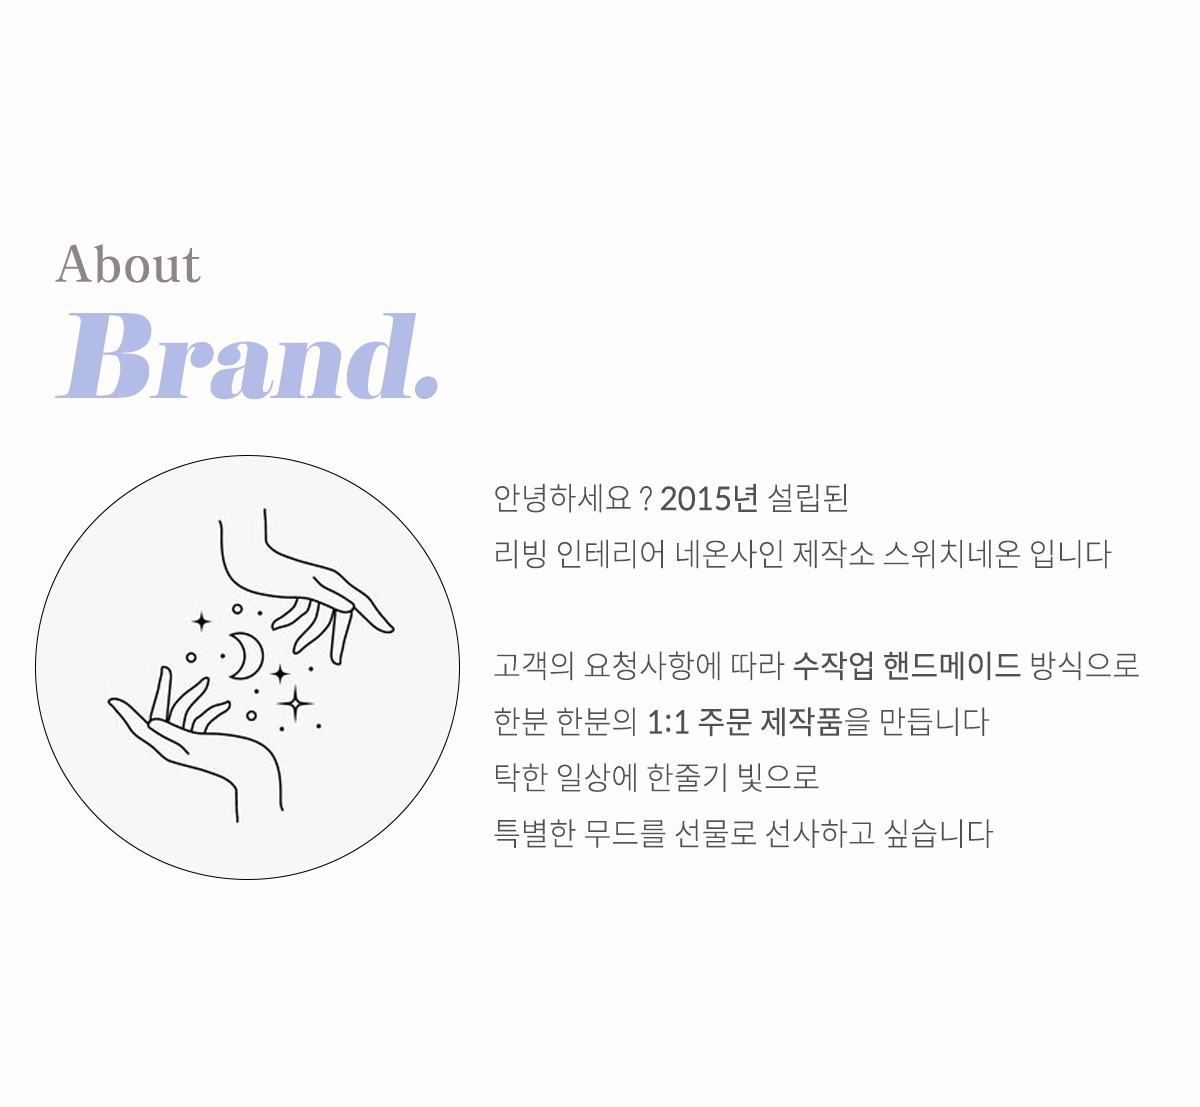 About
Brand.
안녕하세요 ? 2015년 설립된
리빙 인테리어 네온사인 제작소 스위치네온 입니다
고객의 요청사항에 따라 수작업 핸드메이드 방식으로
한분 한분의 1:1 주문 제작품을 만듭니다
탁한 일상에 한줄기 빛으로
특별한 무드를 선물로 선사하고 싶습니다